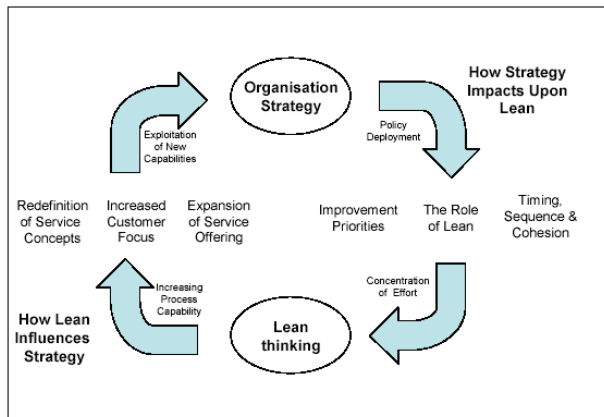 Organisation
Strategy
How Strategy
Impacts Upon
Lean
Exploitation
of New
Capabilities
Policy
Deployment
Redefinition
of Service
Concepts
Increased
Customer
Focus
Expansion
of Service
Offering
Improvement
Priorities
The Role
of Lean
Timing,
Sequence &
Cohesion
Increasing
Process
Capability
Concentration
of Effort
How Lean
Influences
Strategy
Lean
thinking